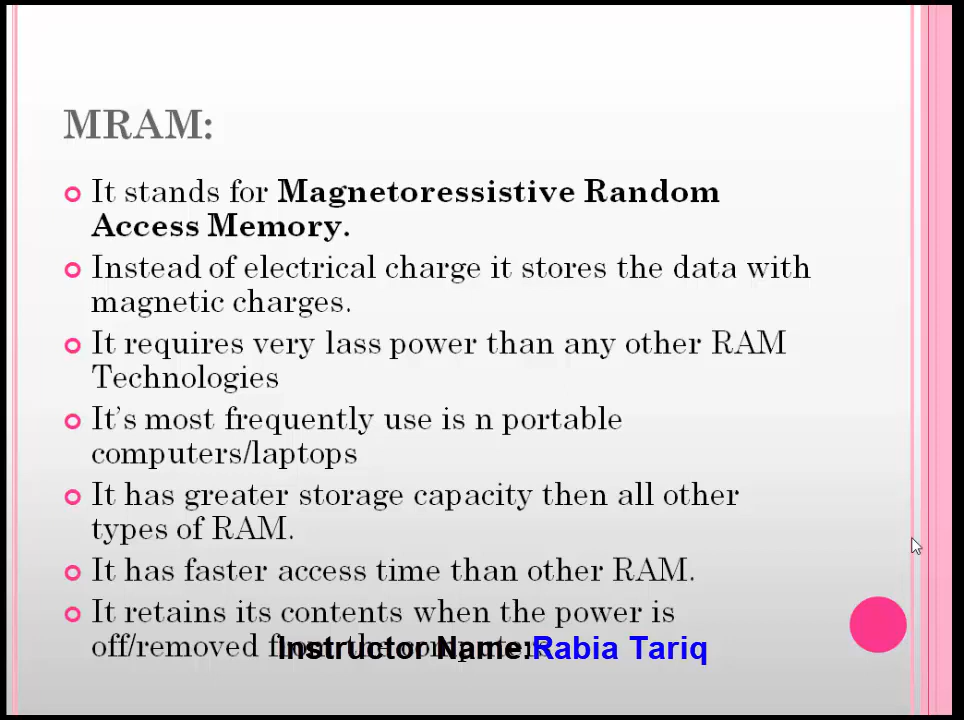 MRAM:
It stands for Magnetoressistive Random
Access Memory.
Instead of electrical charge it stores the data with
magnetic charges.
It requires very lass power than any other RAM
Technologies
It’s most frequently use is n portable
computers/laptops
It has greater storage capacity then all other
types of RAM.
It has faster access time than other RAM.
It retains its contents when the power is
off/removed from the
Instructor Name:Rabia Tariq